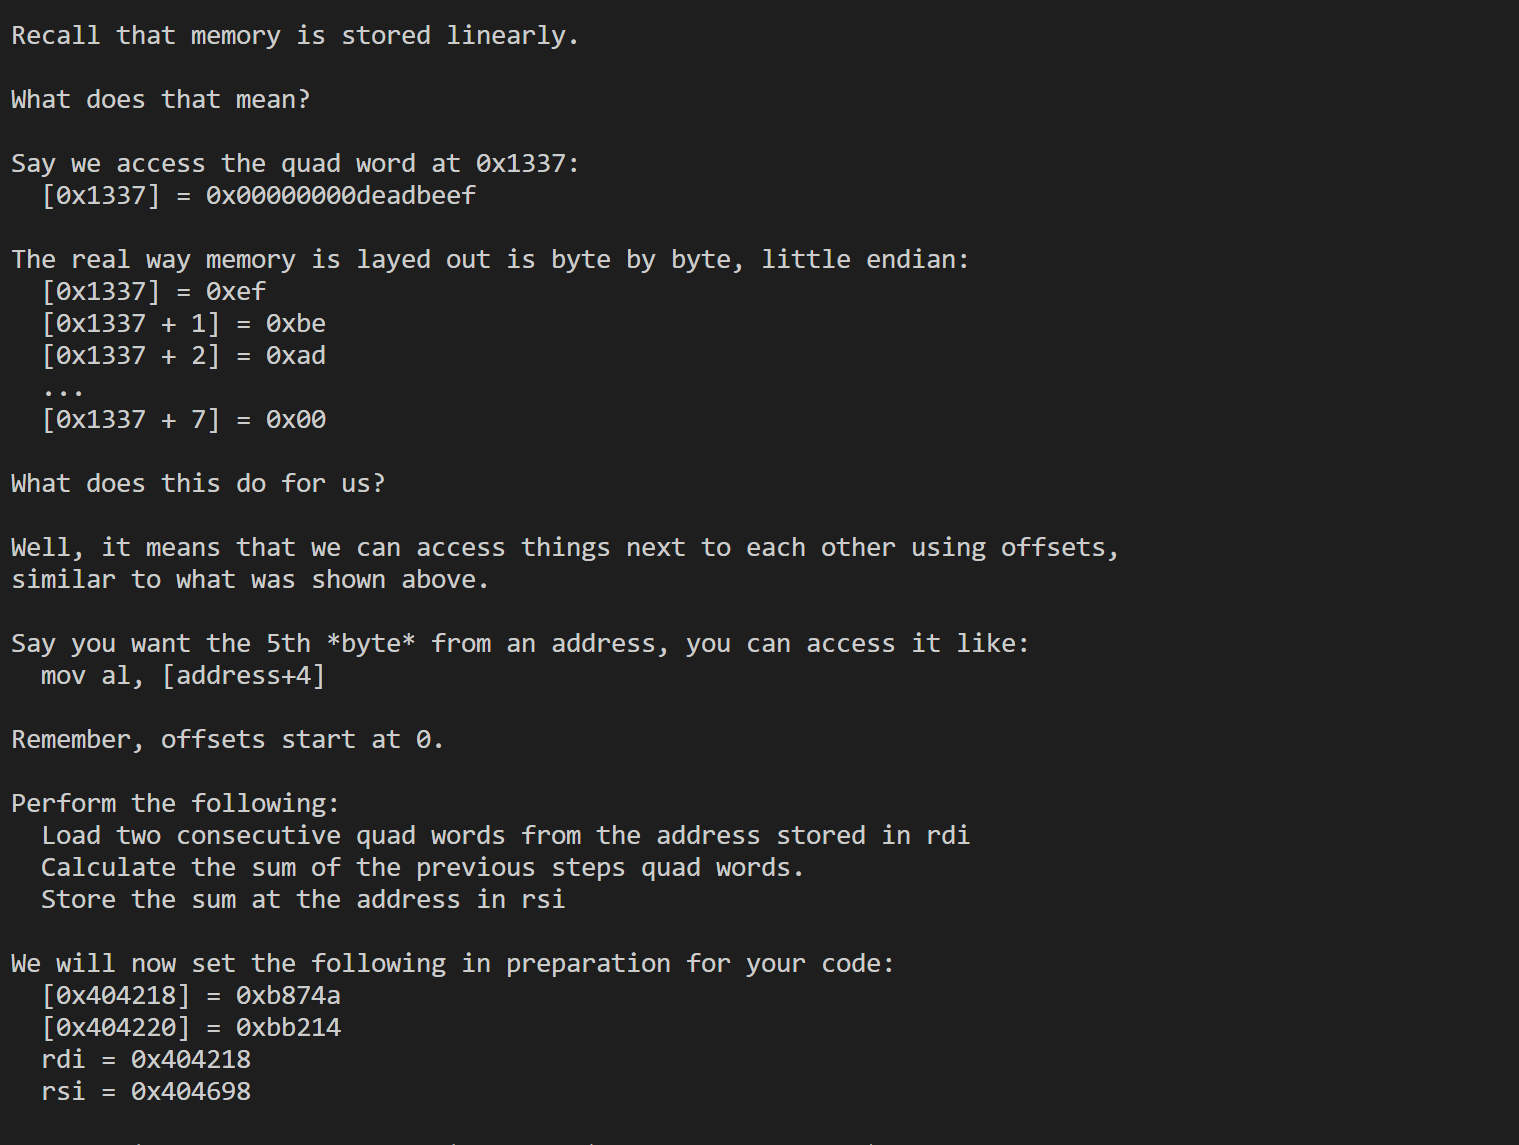 Recall that memory is stored linearly.
What does that mean?
Say we access the quad word at 0x1337:
[0x1337] = 0x00000000deadbeef
The real way memory is layed out is byte by byte, little endian:
[0x1337] = 0xef
[0x1337 + 1] = 0xbe
[0x1337 + 2] = 0xad
...
[0x1337 + 7] = 0x00
What does this do for us?
Well, it means that we can access things next to each other using offsets,
similar to what was shown above.
Say you want the 5th *byte* from an address, you can access it like:
mov al, [address+4]
Remember, offsets start at 0.
Perform the following:
Load two consecutive quad words from the address stored in rdi
Calculate the sum of the previous steps quad words.
Store the sum at the address in rsi
We will now set the following in preparation for your code:
[0x404218] = 0xb874a
[0x404220] = 0xbb214
rdi = 0x404218
rsi = 0x404698